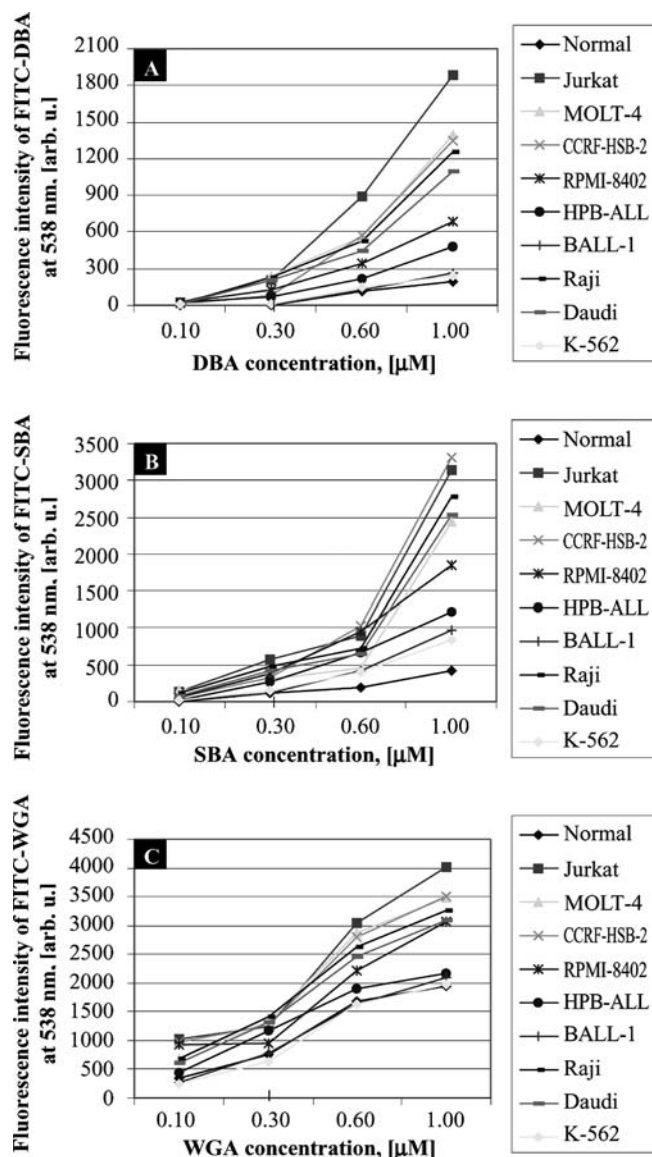 Fluorescence intensity of FITC-DBA
at 538 nm, [arb. u.]
2100
1800
1500
1200
900
600
300
0
A
0.10 0.30 0.60 1.00
DBA concentration, [µM]
Normal
Jurkat
MOLT-4
CCRF-HSB-2
RPMI-8402
HPB-ALL
BALL-1
Raji
Daudi
K-562
Fluorescence intensity of FITC-SBA
at 538 nm, [arb. u.]
3500
3000
2500
2000
1500
1000
500
0
B
0.10 0.30 0.60 1.00
SBA concentration, [µM]
Normal
Jurkat
MOLT-4
CCRF-HSB-2
RPMI-8402
HPB-ALL
BALL-1
Raji
Daudi
K-562
Fluorescence intensity of FITC-WGA
at 538 nm, [arb. u.]
4500
4000
3500
3000
2500
2000
1500
1000
500
0
C
0.10 0.30 0.60 1.00
WGA concentration, [µM]
Normal
Jurkat
MOLT-4
CCRF-HSB-2
RPMI-8402
HPB-ALL
BALL-1
Raji
Daudi
K-562